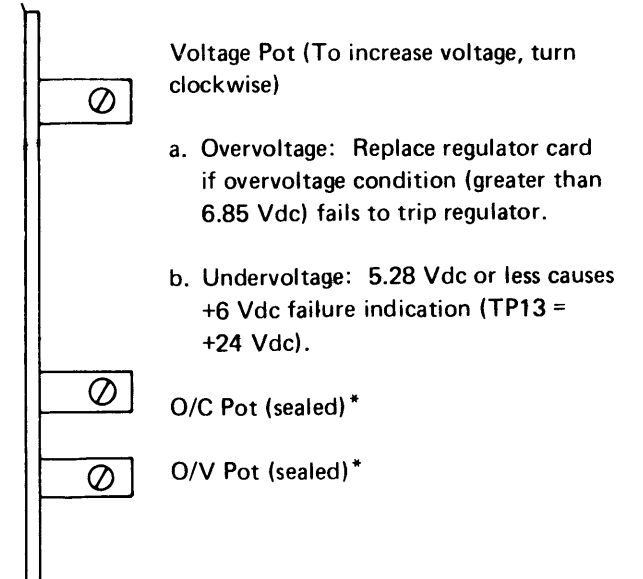 Voltage Pot (To increase voltage, turn
clockwise)
a. Overvoltage: Replace regulator card
if overvoltage condition (greater than
6.85 Vdc) fails to trip regulator.
b. Undervoltage: 5.28 Vdc or less causes
+6 Vdc failure indication (TP13 =
+24 Vdc).
O/C Pot (sealed)*
O/V Pot (sealed)*